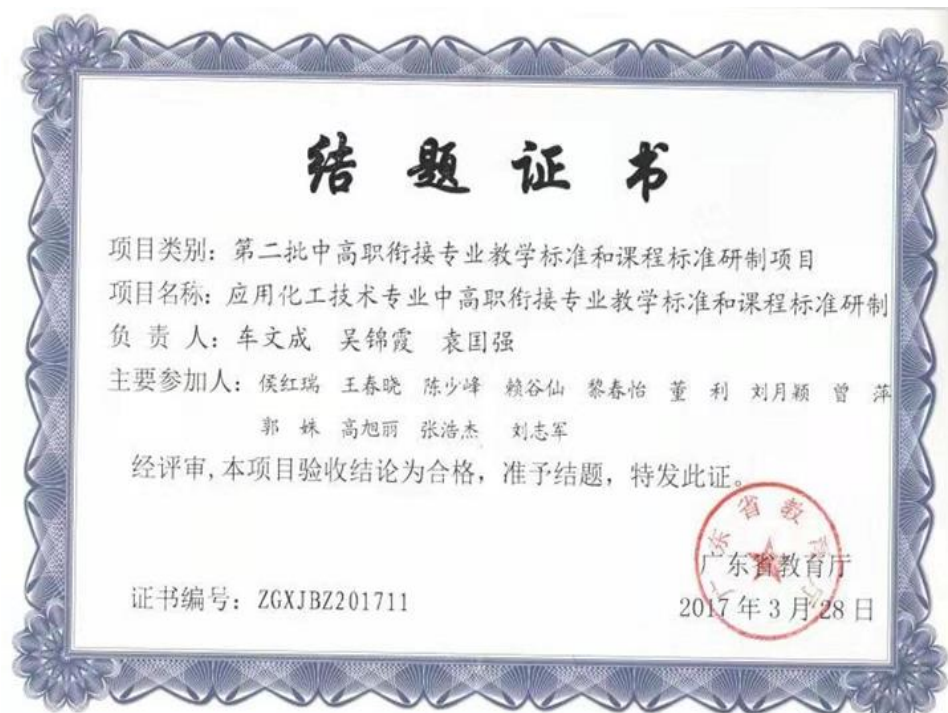 结题证书
项目类别：第二批中高职衔接专业教学标准和课程标准研制项目
项目名称：应用化工技术专业中高职衔接专业教学标准和课程标准研制
负 责 人：车文成 吴锦霞 袁国强
主要参加人：侯红瑞 王春晓 陈少峰 赖谷仙 黎春怡 董 利 刘月颖 曾 萍
郭 姝 高旭丽 张浩杰 刘志军
经评审,本项目验收结论为合格，准予结题，特发此证。
广东省教育厅
广东省教育厅
证书编号：ZGXJBZ201711
2017年3月28日